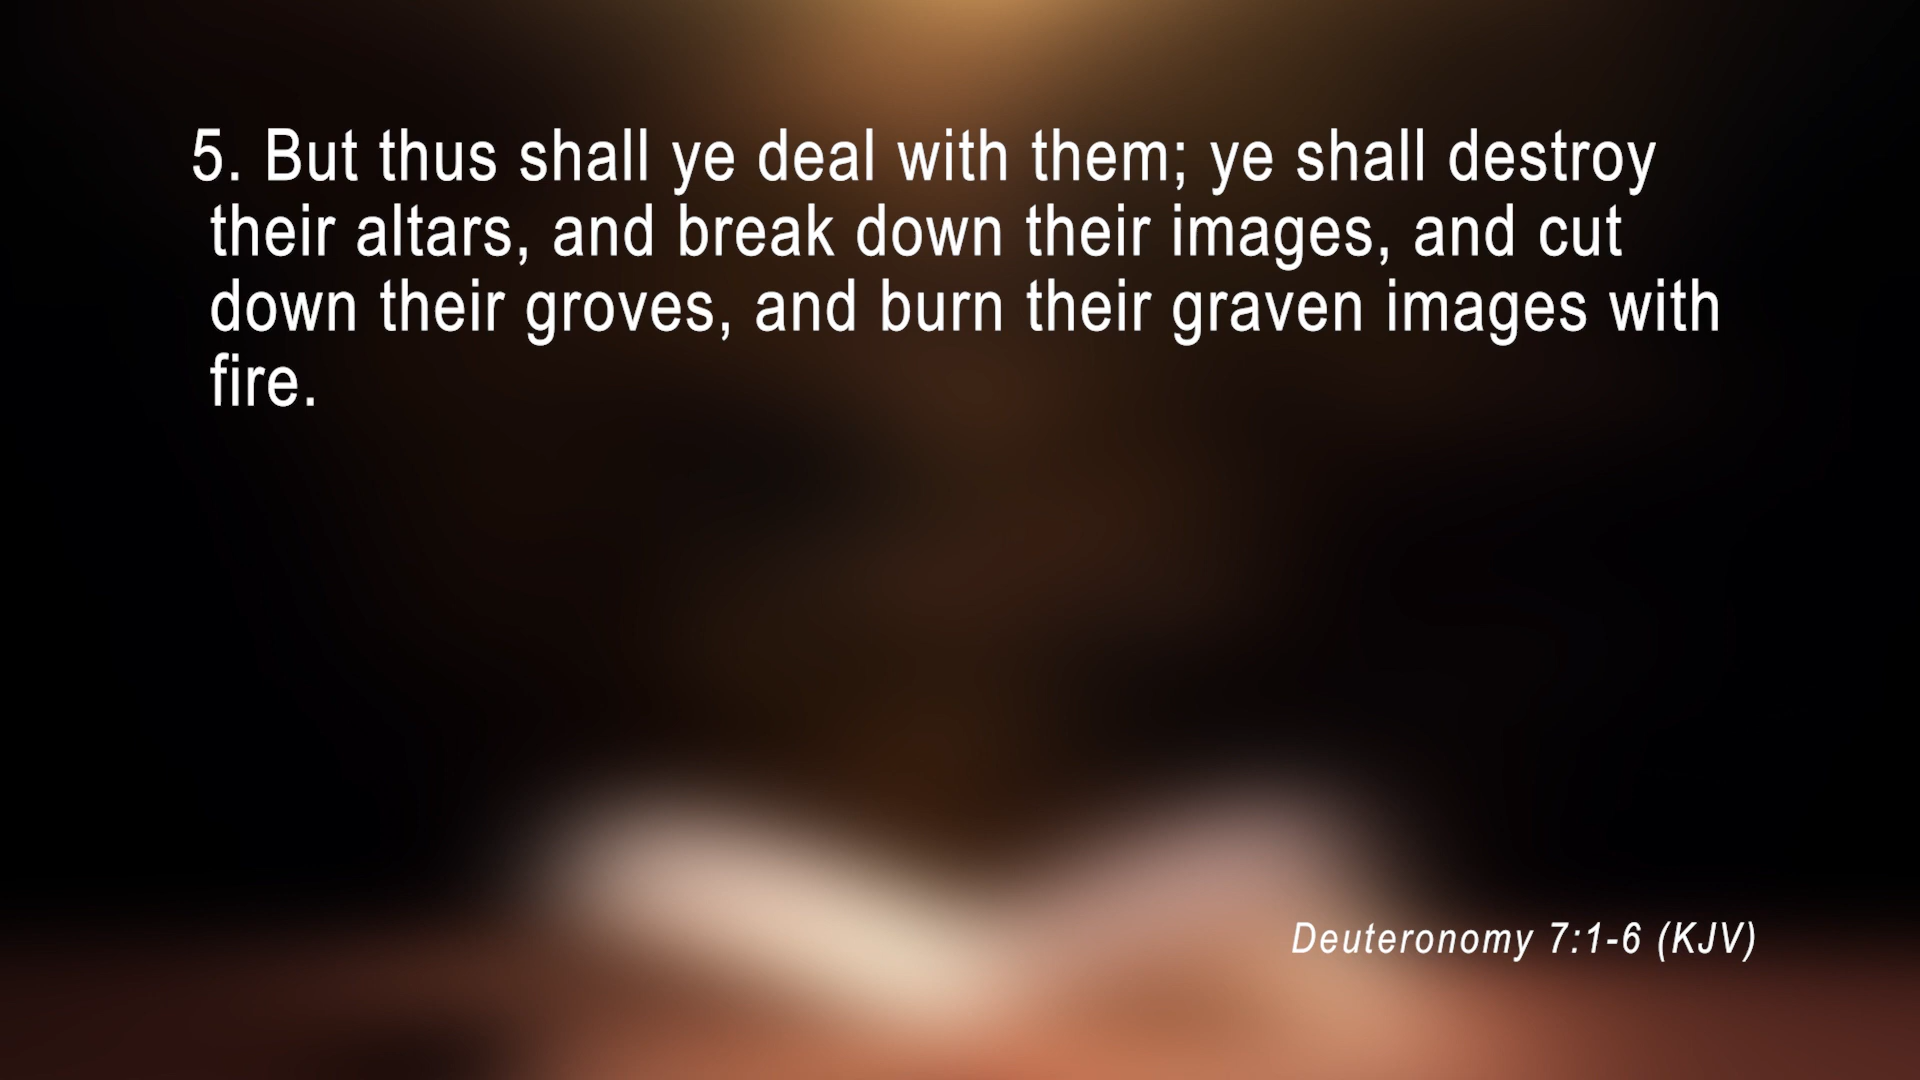 5. But thus shall ye deal with them; ye shall destroy
their altars, and break down their images, and cut
down their groves, and burn their graven images with
fire.
Deuteronomy 7:1-6 (KJV)